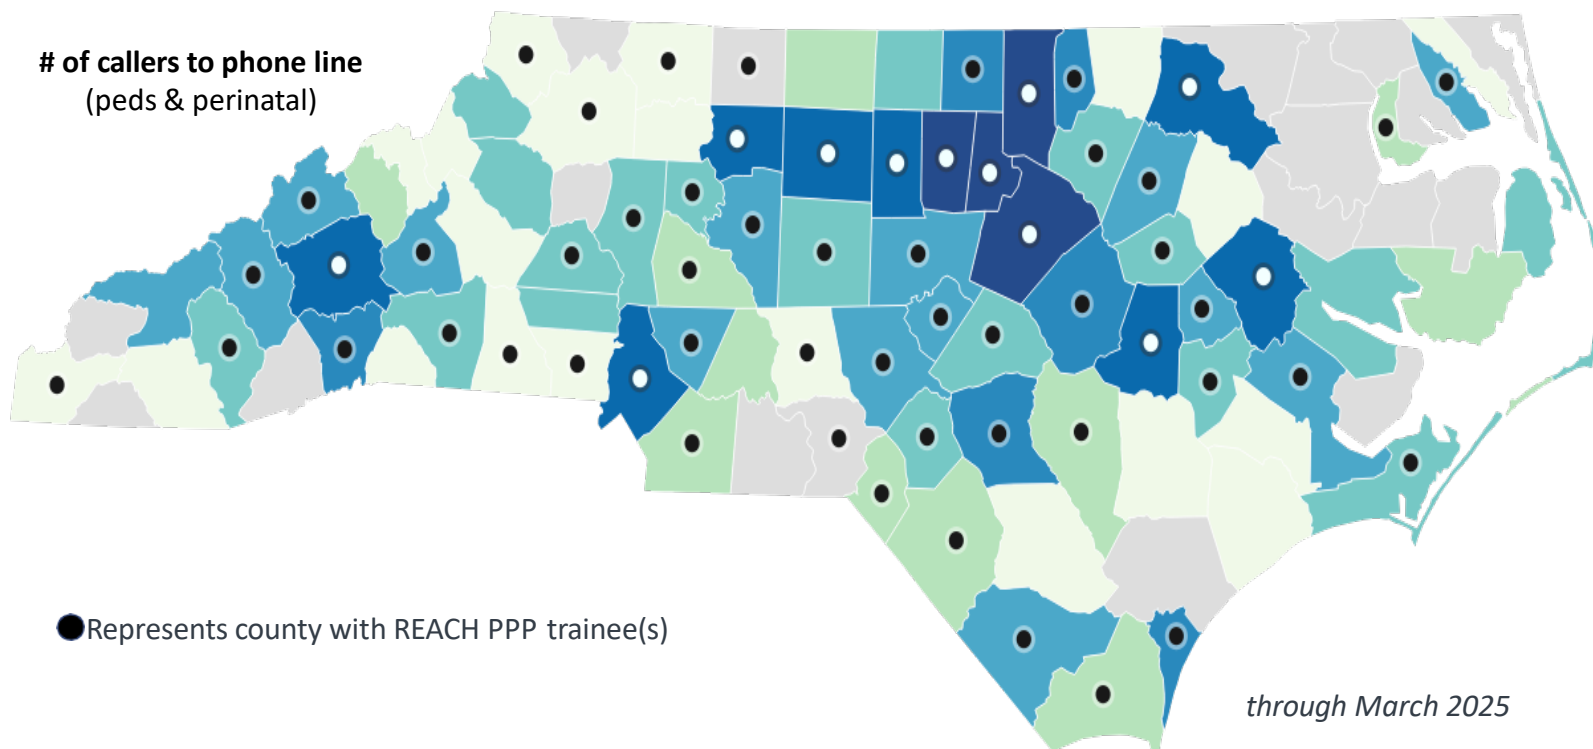 # of callers to phone line
(peds & perinatal)
Represents county with REACH PPP trainee(s)
through March 2025